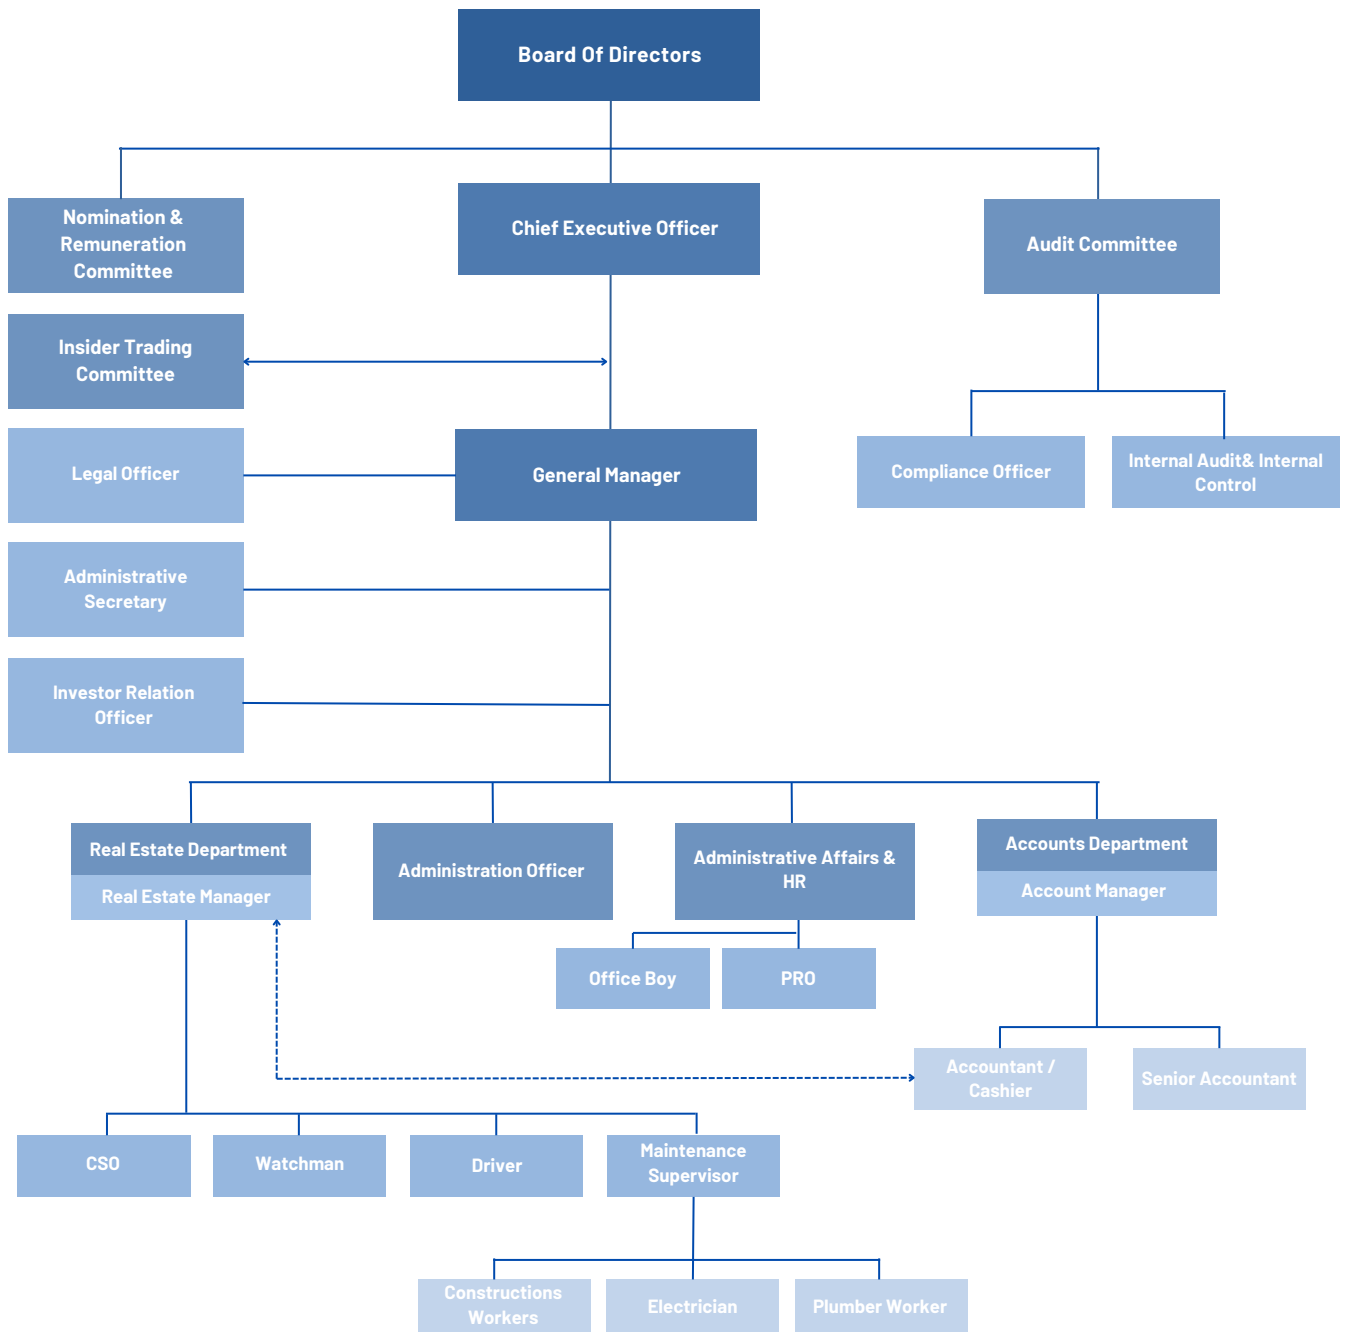 Board Of Directors
Nomination &
Remuneration
Committee
Chief Executive Officer
Audit Committee
Insider Trading
Committee
Legal Officer
General Manager
Compliance Officer
Internal Audit& Internal
Control
Administrative
Secretary
Investor Relation
Officer
Real Estate Department
Real Estate Manager
Administration Officer
Administrative Affairs &
HR
Accounts Department
Account Manager
Office Boy
PRO
Accountant /
Cashier
Senior Accountant
CSO
Watchman
Driver
Maintenance
Supervisor
Constructions
Workers
Electrician
Plumber Worker